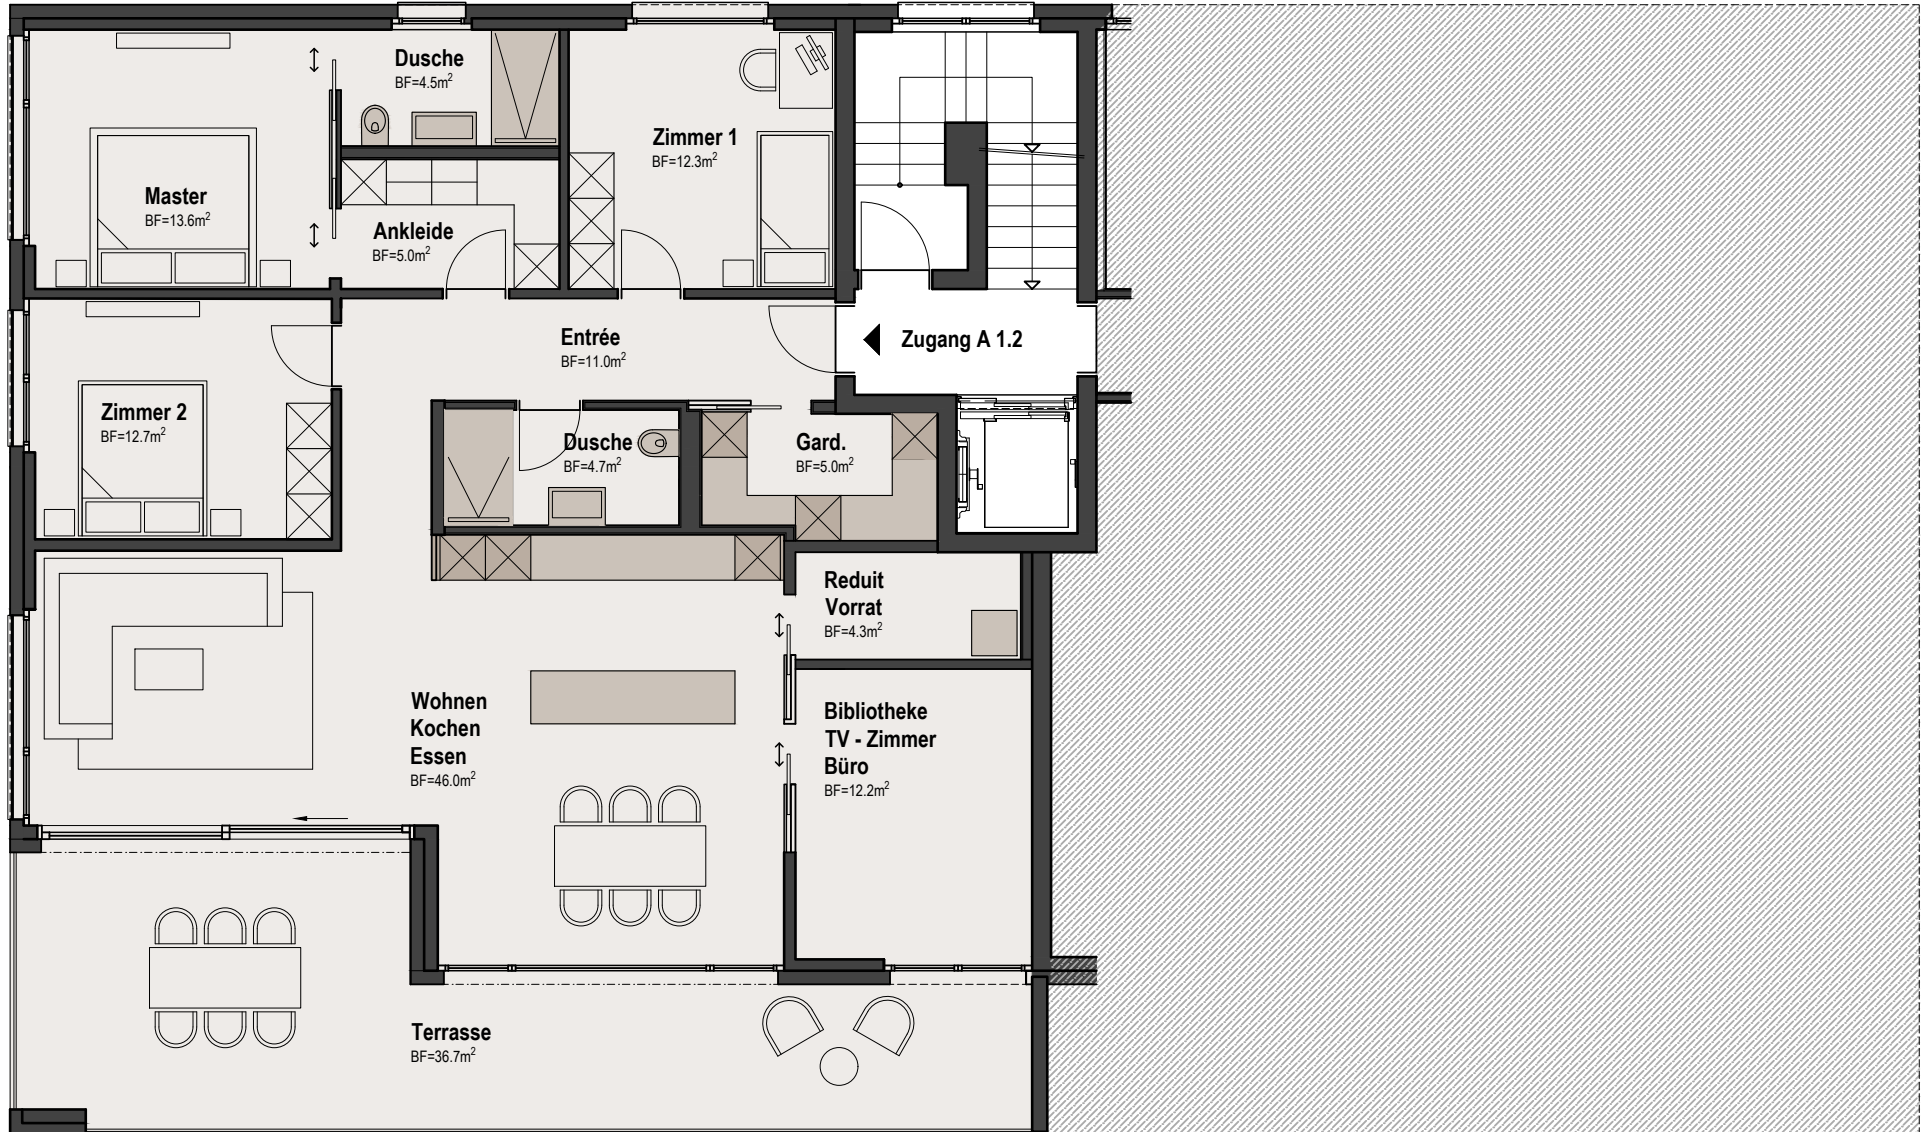 Dusche
BF=4.5m²
Zimmer 1
BF=12.3m²
Master
BF=13.6m²
Ankleide
BF=5.0m²
Entrée
BF=11.0m²
Zugang A 1.2
Zimmer 2
BF=12.7m²
Dusche
BF=4.7m²
Gard.
BF=5.0m²
Reduit
Vorrat
BF=4.3m²
Wohnen
Kochen
Essen
BF=46.0m²
Bibliotheke
TV - Zimmer
Büro
BF=12.2m²
Terrasse
BF=36.7m²